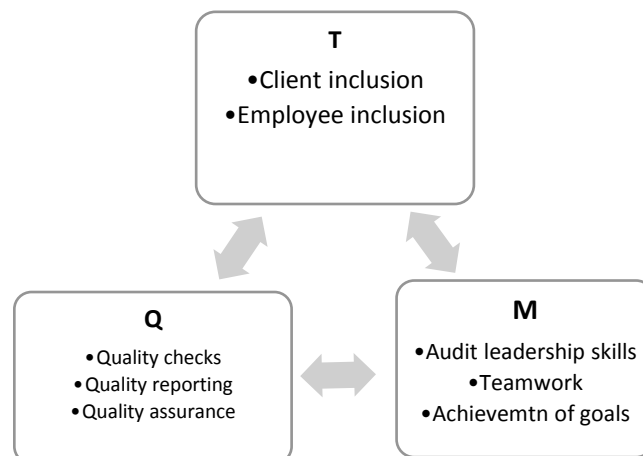 T
•Client inclusion
•Employee inclusion
Q
•Quality checks
•Quality reporting
•Quality assurance
M
•Audit leadership skills
•Teamwork
•Achievemtn of goals